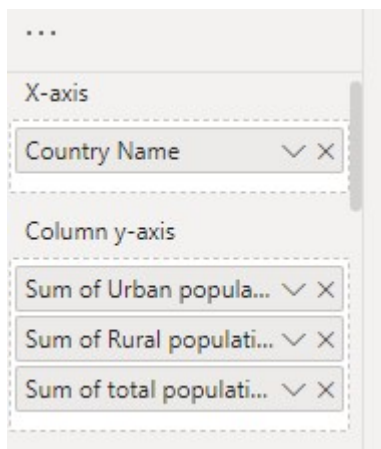 ...
X-axis
Country Name
Column y-axis
Sum of Urban popula...
Sum of Rural populati...
Sum of total populati...